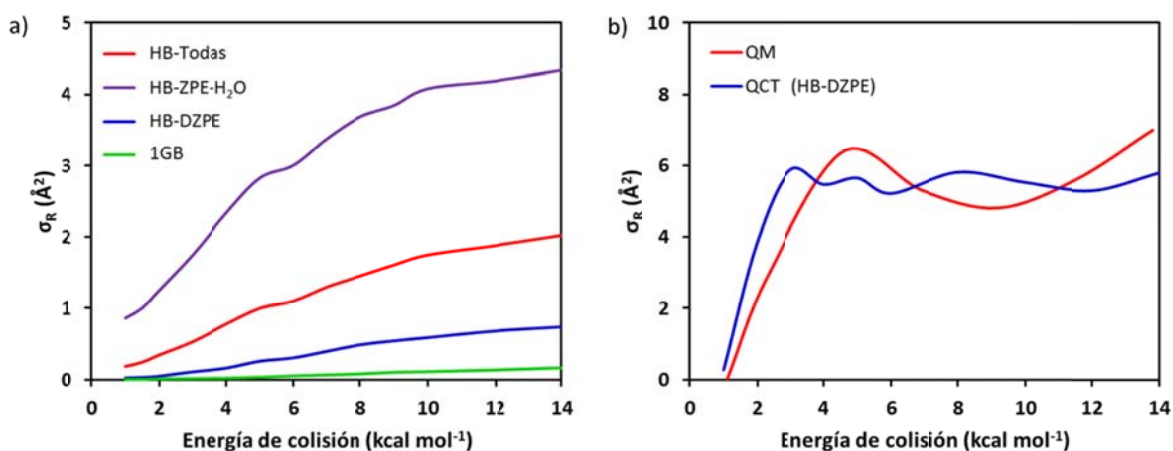 a)
5
4
3
2
1
0
σR (Å²)
HB-Todas
HB-ZPE-H₂O
HB-DZPE
1GB
0 2 4 6 8 10 12 14
Energía de colisión (kcal mol⁻¹)
b)
10
8
6
4
2
0
σR (Å²)
QM
QCT (HB-DZPE)
0 2 4 6 8 10 12 14
Energía de colisión (kcal mol⁻¹)